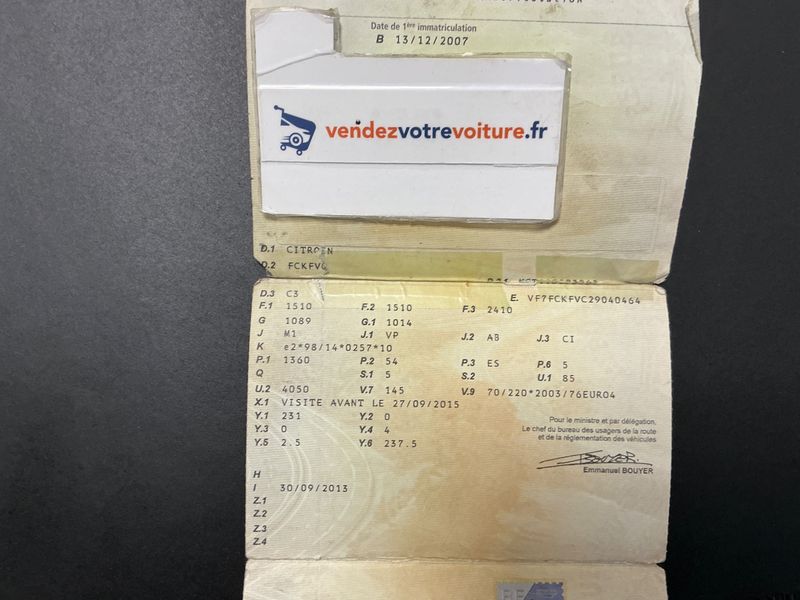 Date de 1ère immatriculation
B 13/12/2007
vendezvotrevoiture.fr
D.1 CITROEN
D.2 FCKFVC
D.3 C3
E. VF7FCKFVC29040464
F.1 1510 F.2 1510 F.3 2410
G 1089 G.1 1014
J M1 J.1 VP J.2 AB J.3 CI
K e2*98/14*0257*10
P.1 1360 P.2 54 P.3 ES P.6 5
Q S.1 5 S.2 U.1 85
U.2 4050 V.7 145 V.9 70/220*2003/76EURO4
X.1 VISITE AVANT LE 27/09/2015
Y.1 231 Y.2 0
Y.3 0 Y.4 4
Y.5 2.5 Y.6 237.5
Pour le ministre et par délégation,
Le chef du bureau des usagers de la route
et de la réglementation des véhicules
BOUYER
Emmanuel BOUYER
H
I 30/09/2013
Z.1
Z.2
Z.3
Z.4